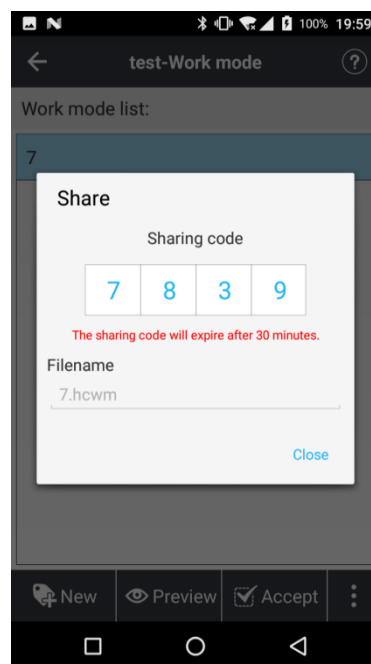 100% 19:59
test-Work mode ?
Work mode list:
7
Share
Sharing code
7 8 3 9
The sharing code will expire after 30 minutes.
Filename
7.hcwm
Close
New Preview Accept